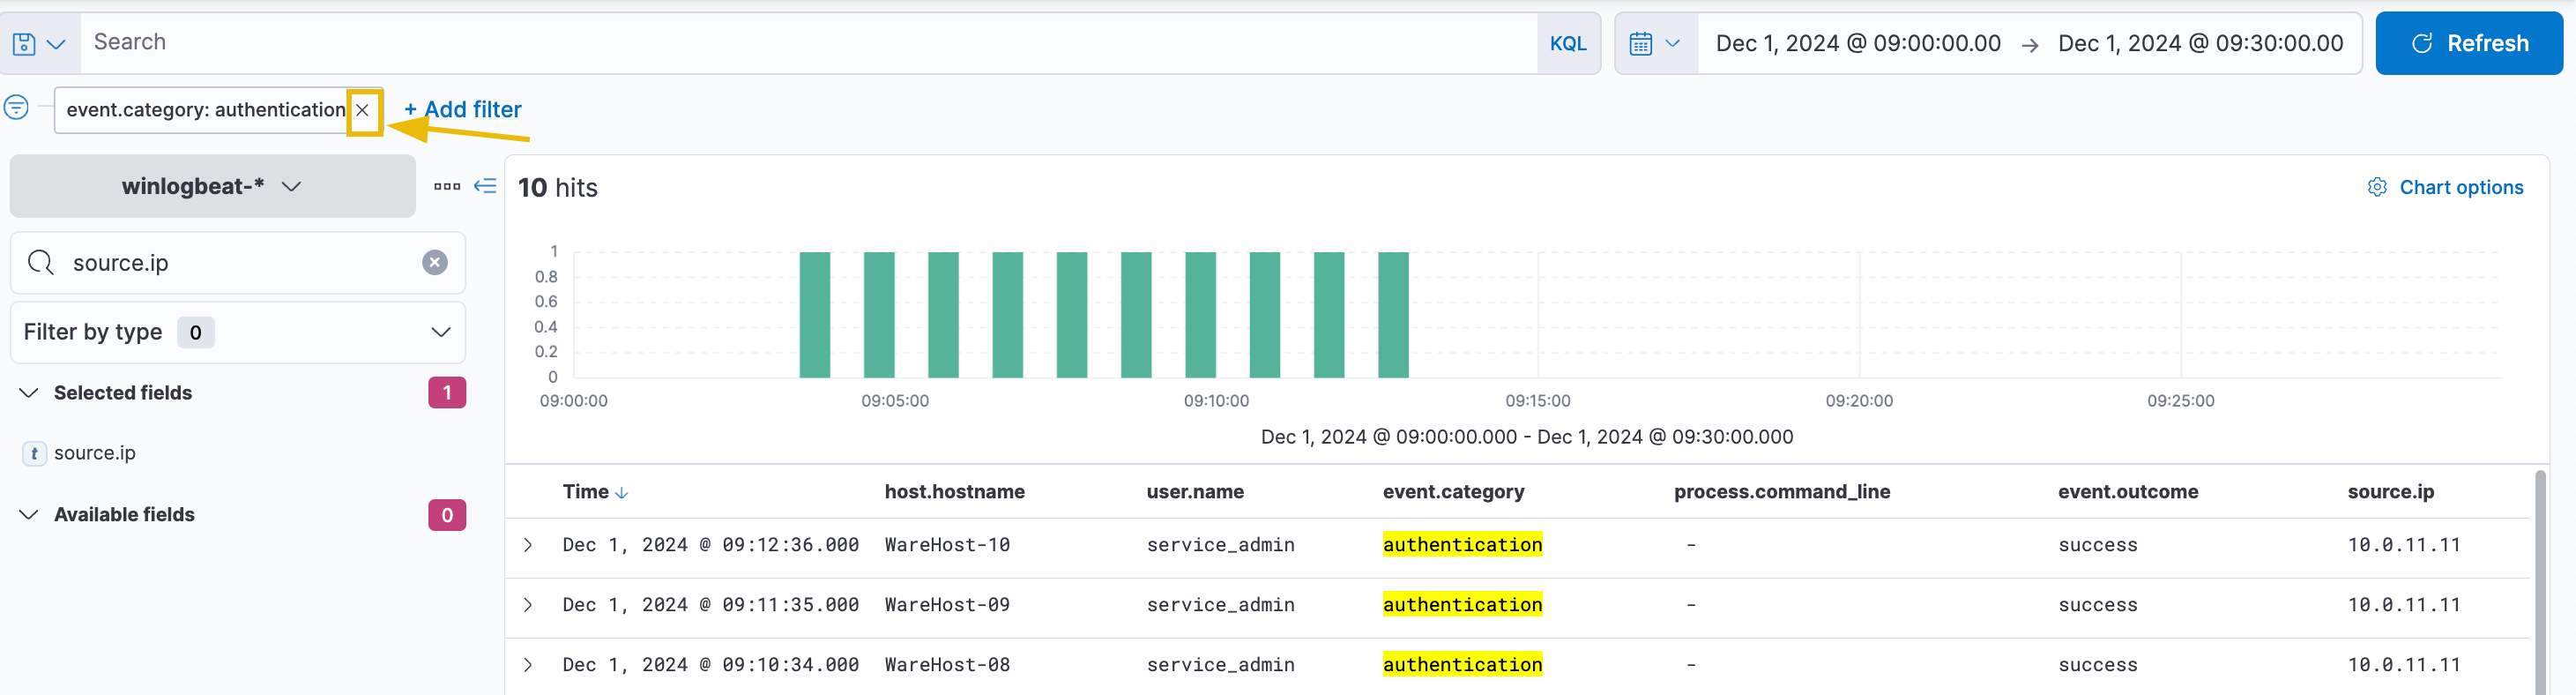 Search KQL Dec 1, 2024 @ 09:00:00.00 → Dec 1, 2024 @ 09:30:00.00 Refresh
event.category: authentication × + Add filter
winlogbeat-*
10 hits Chart options
source.ip
Filter by type 0
Selected fields 1
source.ip
Available fields 0
1
0.8
0.6
0.4
0.2
0
09:00:00 09:05:00 09:10:00 09:15:00 09:20:00 09:25:00
Dec 1, 2024 @ 09:00:00.000 - Dec 1, 2024 @ 09:30:00.000
Time ↓ host.hostname user.name event.category process.command_line event.outcome source.ip
Dec 1, 2024 @ 09:12:36.000 WareHost-10 service_admin authentication - success 10.0.11.11
Dec 1, 2024 @ 09:11:35.000 WareHost-09 service_admin authentication - success 10.0.11.11
Dec 1, 2024 @ 09:10:34.000 WareHost-08 service_admin authentication - success 10.0.11.11